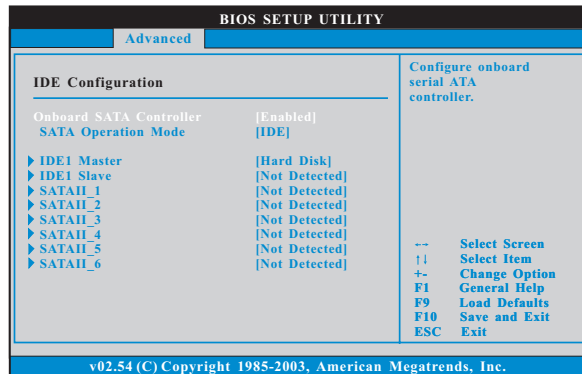 BIOS SETUP UTILITY
Advanced
IDE Configuration
Onboard SATA Controller [Enabled]
SATA Operation Mode [IDE]
IDE1 Master [Hard Disk]
IDE1 Slave [Not Detected]
SATAII_1 [Not Detected]
SATAII_2 [Not Detected]
SATAII_3 [Not Detected]
SATAII_4 [Not Detected]
SATAII_5 [Not Detected]
SATAII_6 [Not Detected]
Configure onboard
serial ATA
controller.
←→ Select Screen
↑↓ Select Item
+- Change Option
F1 General Help
F9 Load Defaults
F10 Save and Exit
ESC Exit
v02.54 (C) Copyright 1985-2003, American Megatrends, Inc.